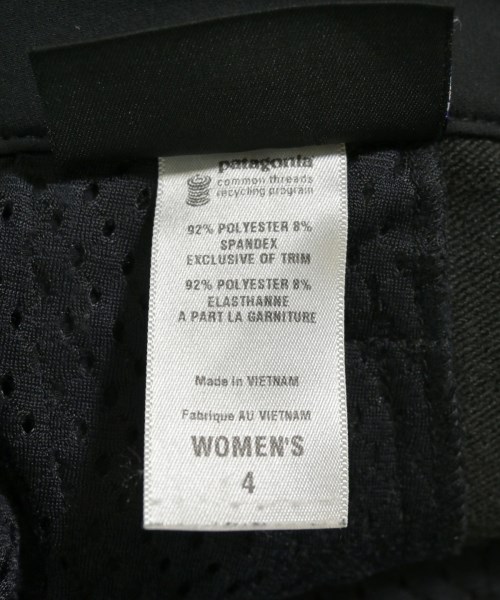 patagonia
common threads
recycling program
92% POLYESTER 8%
SPANDEX
EXCLUSIVE OF TRIM
92% POLYESTER 8%
ELASTHANNE
A PART LA GARNITURE
Made in VIETNAM
Fabrique AU VIETNAM
WOMEN'S
4